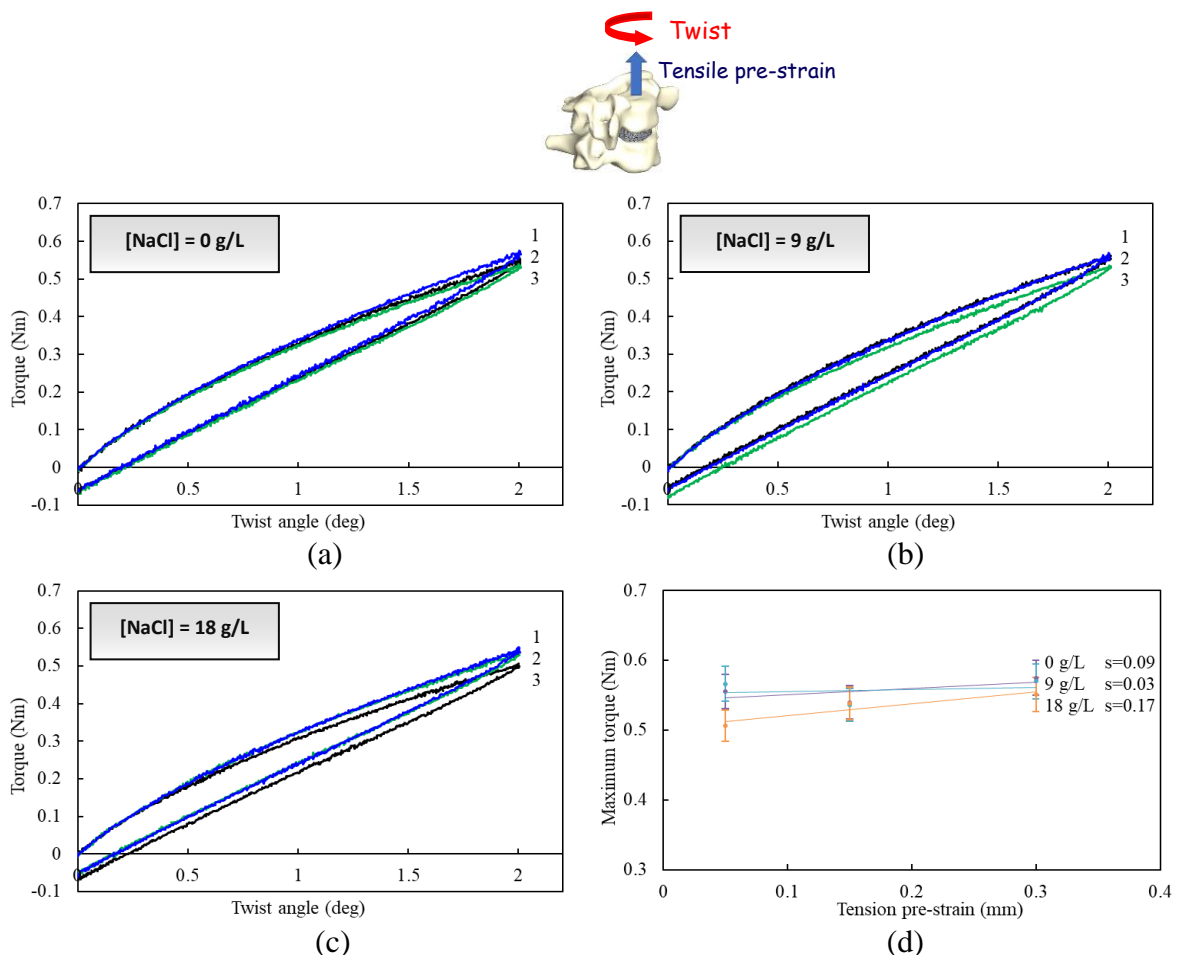 Twist
Tensile pre-strain
0.7
0.6
0.5
0.4
0.3
0.2
0.1
0
-0.1
Torque (Nm)
[NaCl] = 0 g/L
1
2
3
0 0.5 1 1.5 2
Twist angle (deg)
(a)
0.7
0.6
0.5
0.4
0.3
0.2
0.1
0
-0.1
Torque (Nm)
[NaCl] = 9 g/L
1
2
3
0 0.5 1 1.5 2
Twist angle (deg)
(b)
0.7
0.6
0.5
0.4
0.3
0.2
0.1
0
-0.1
Torque (Nm)
[NaCl] = 18 g/L
1
2
3
0 0.5 1 1.5 2
Twist angle (deg)
(c)
0.7
0.6
0.5
0.4
0.3
Maximum torque (Nm)
0 g/L s=0.09
9 g/L s=0.03
18 g/L s=0.17
0 0.1 0.2 0.3 0.4
Tension pre-strain (mm)
(d)